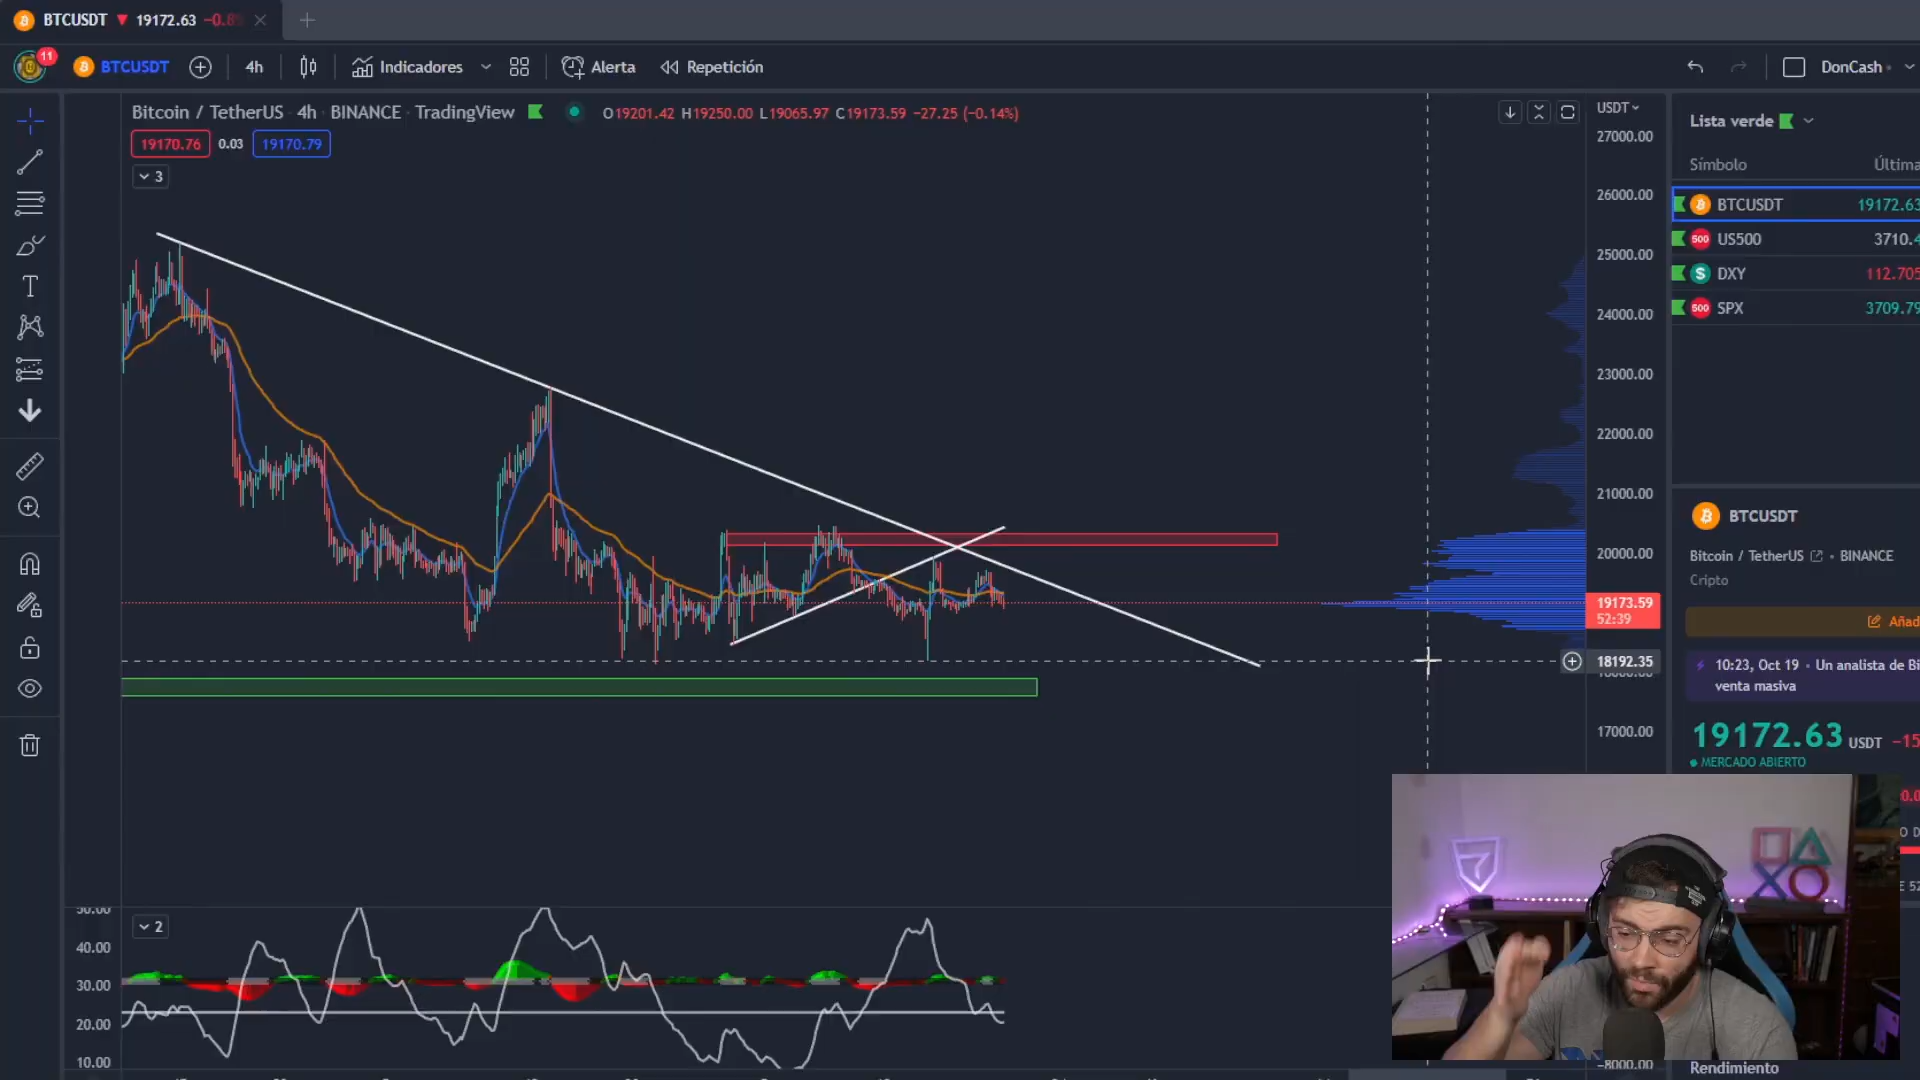 BTCUSDT ▼ 19172.63 −0.8
11 BTCUSDT 4h Indicadores Alerta Repetición DonCash
Bitcoin / TetherUS · 4h · BINANCE · TradingView O19201.42 H19250.00 L19065.97 C19173.59 −27.25 (−0.14%)
19170.76 0.03 19170.79
3
USDT
27000.00
26000.00
25000.00
24000.00
23000.00
22000.00
21000.00
20000.00
19173.59
52:39
18192.35
17000.00
Lista verde
Símbolo Última
BTCUSDT 19172.63
500 US500 3710.4
$ DXY 112.705
500 SPX 3709.79
BTCUSDT
Bitcoin / TetherUS • BINANCE
Cripto
Añad
10:23, Oct 19 • Un analista de Bi
venta masiva
19172.63 USDT −15
MERCADO ABIERTO
2
50.00
40.00
30.00
20.00
10.00
−8000.00
Rendimiento